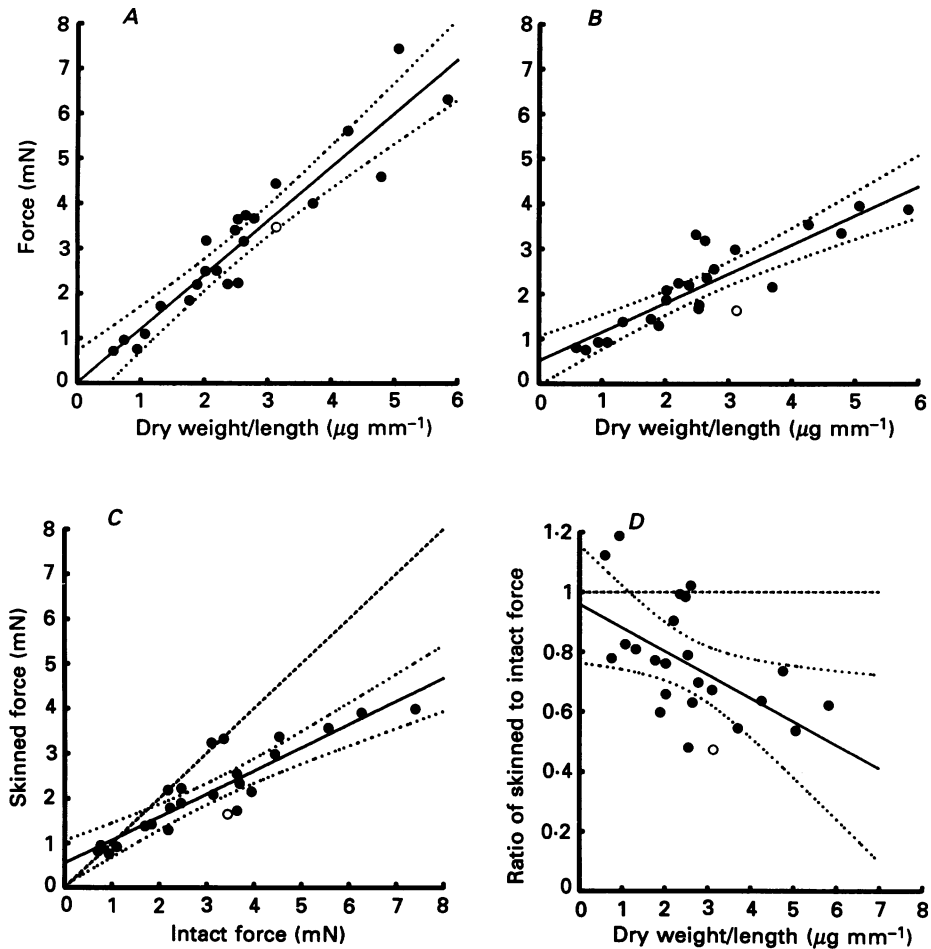 A
8
7
6
5
4
3
2
1
0
Force (mN)
0 1 2 3 4 5 6
Dry weight/length (μg mm⁻¹)
B
8
7
6
5
4
3
2
1
0
0 1 2 3 4 5 6
Dry weight/length (μg mm⁻¹)
C
8
7
6
5
4
3
2
1
0
Skinned force (mN)
0 1 2 3 4 5 6 7 8
Intact force (mN)
D
1·2
1
0·8
0·6
0·4
0·2
0
Ratio of skinned to intact force
0 1 2 3 4 5 6 7 8
Dry weight/length (μg mm⁻¹)